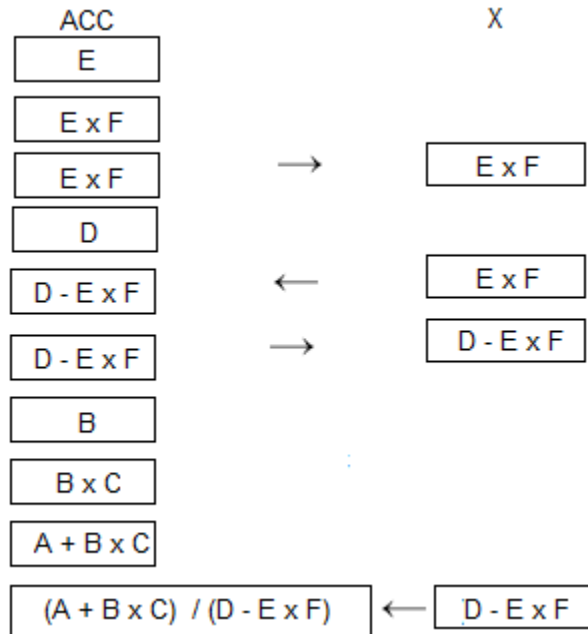 ACC X
E
E x F
E x F → E x F
D
D - E x F ← E x F
D - E x F → D - E x F
B
B x C
A + B x C
(A + B x C) / (D - E x F) ← D - E x F